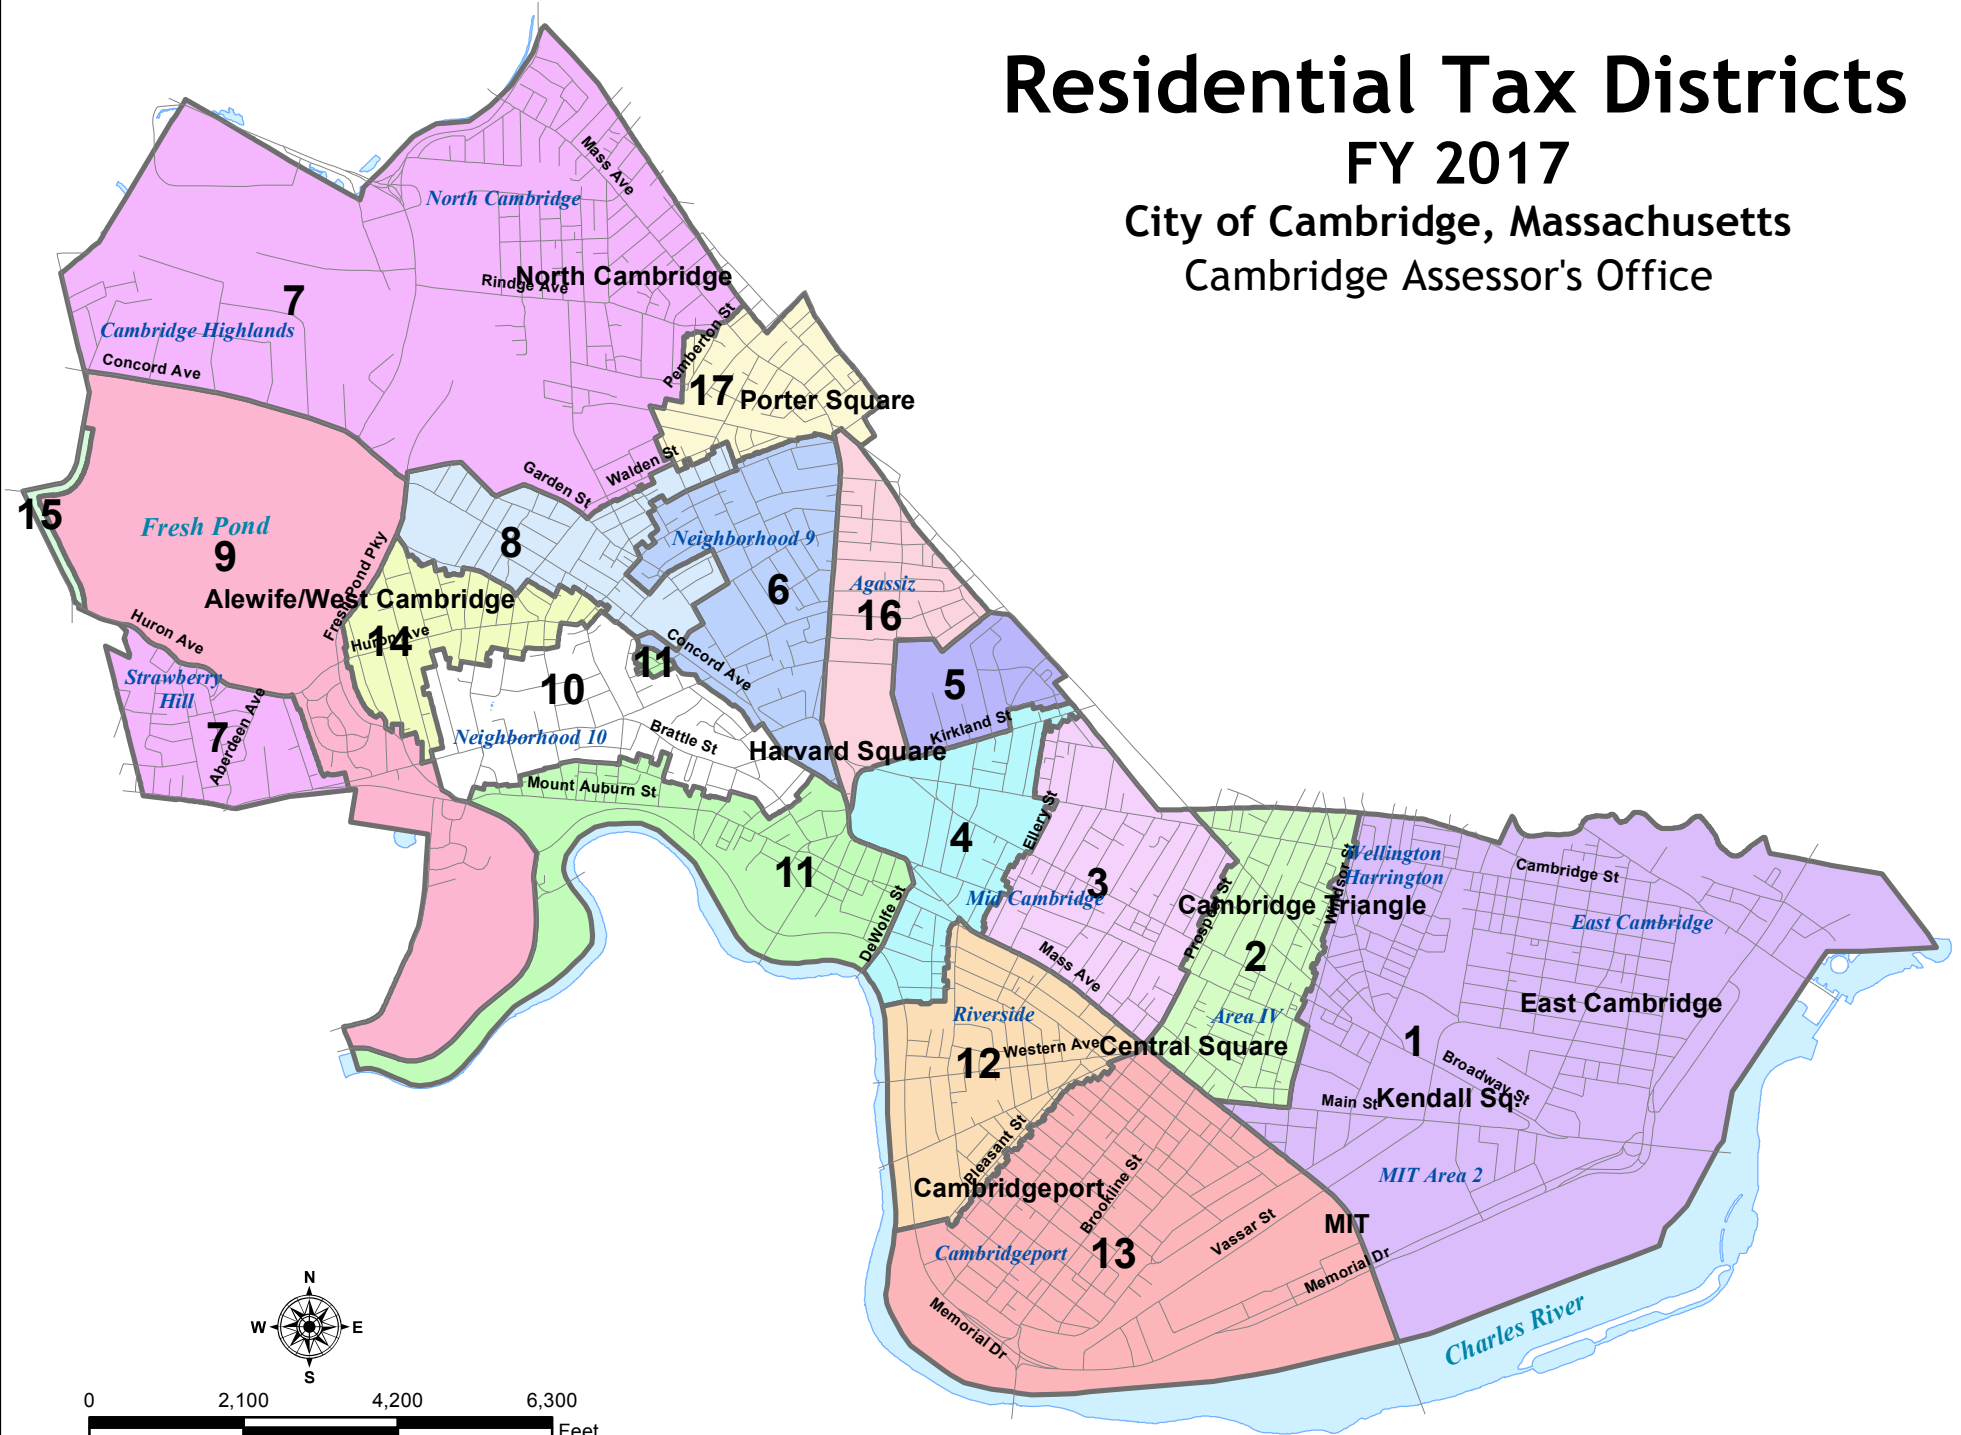 Residential Tax Districts
FY 2017
City of Cambridge, Massachusetts
Cambridge Assessor's Office
Mass Ave
North Cambridge
North Cambridge
Rindge Ave
7
Cambridge Highlands
Concord Ave
Pemberton St
17
Porter Square
Walden St
Garden St
15
Fresh Pond
9
8
Neighborhood 9
6
Agassiz
16
Alewife/West Cambridge
Fresh Pond Pky
Huron Ave
Huron Ave
14
11
Concord Ave
10
5
Kirkland St
Strawberry
Hill
7
Aberdeen Ave
Neighborhood 10
Brattle St
Harvard Square
Mount Auburn St
11
4
Ellery St
DeWolfe St
Mid Cambridge
3
Mass Ave
Prospect St
Cambridge Triangle
Windsor St
2
Area IV
Wellington
Harrington
Cambridge St
East Cambridge
East Cambridge
1
Broadway St
Main St
Kendall Sq.
Riverside
12
Western Ave
Central Square
Pleasant St
Cambridgeport
Brookline St
Cambridgeport
13
Vassar St
MIT Area 2
MIT
Memorial Dr
Memorial Dr
Charles River
N
W E
S
0 2,100 4,200 6,300
Feet